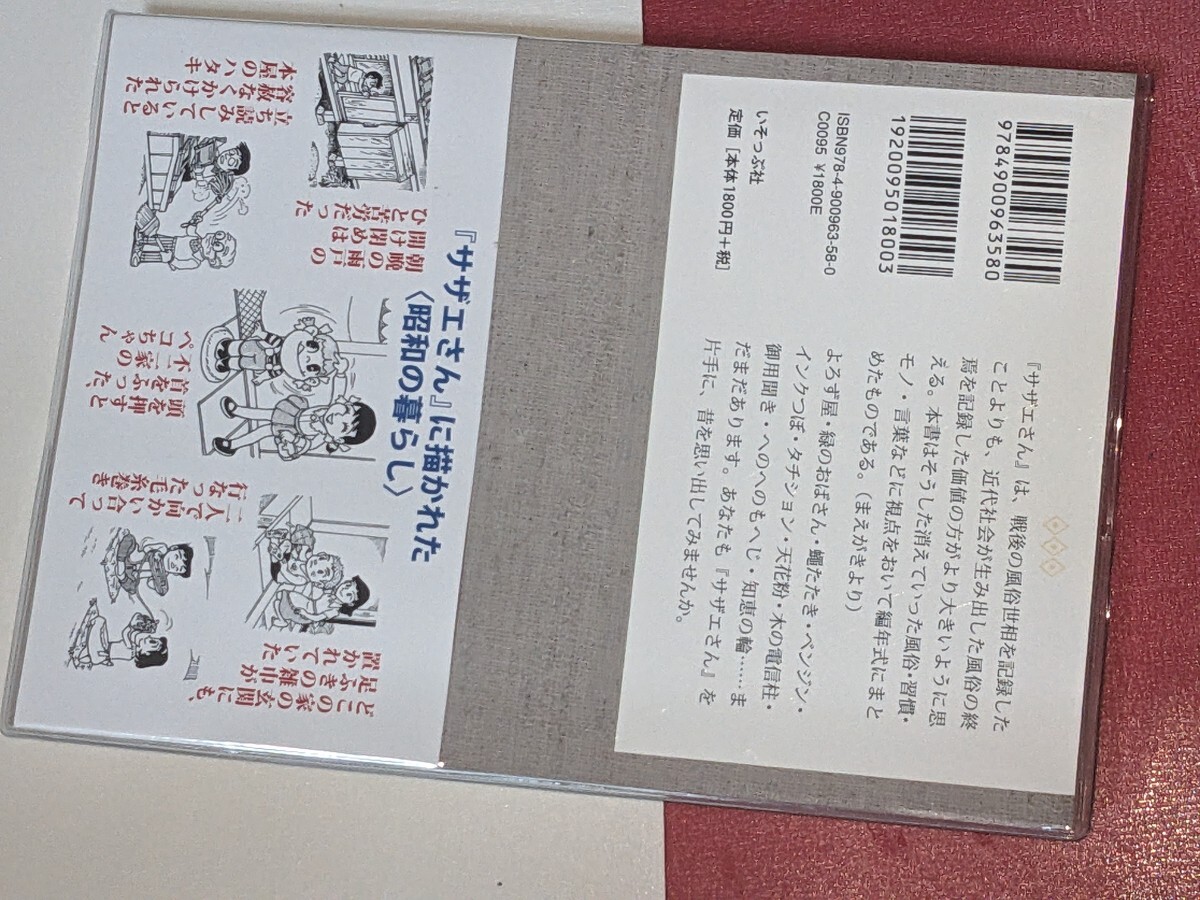 9784900963580
1920095018003
ISBN978-4-900963-58-0
C0095 ¥1800E
いそっぷ社
定価 [本体1800円+税]
『サザエさん』は、戦後の風俗世相を記録した
ことよりも、近代社会が生み出した風俗の終
焉を記録した価値の方がより大きいように思
える。本書はそうした消えていった風俗・習慣・
モノ・言葉などに視点をおいて編年式にまと
めたものである。(まえがきより)
よろず屋・緑のおばさん・蠅たたき・ペンジン・
インクつぼ・タチション・天花粉・木の電信柱・
御用聞き・へのへのもへじ・知恵の輪……ま
だまだあります。あなたも『サザエさん』を
片手に、昔を思い出してみませんか。
『サザエさん』に描かれた
〈昭和の暮らし〉
朝晩の雨戸の
開け閉めは
ひと苦労だった
立ち読みしていると
容赦なくかけられた
本屋のハタキ
頭を押すと
首をふった、
不二家の
ペコちゃん
どこの家の玄関にも、
足ふきの雑巾が
置かれていた
二人で向かい合って
行なった毛糸巻き